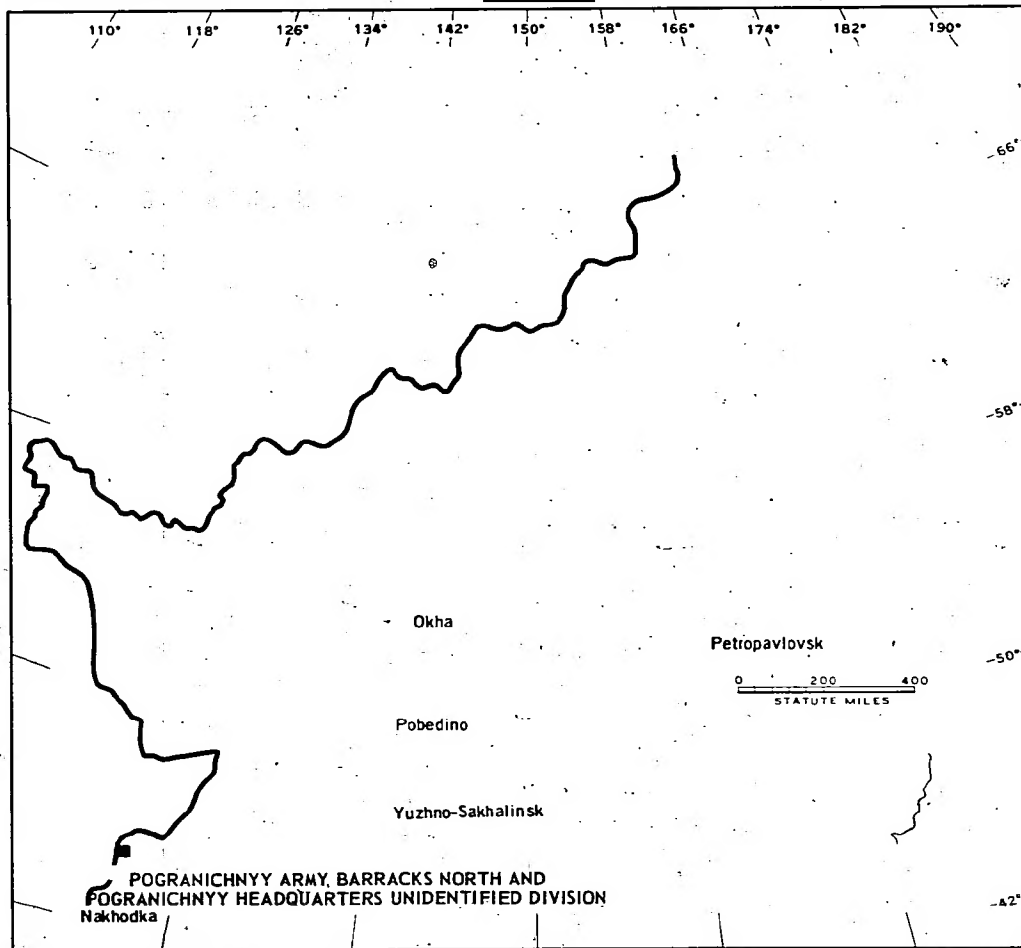 110° 118° 126° 134° 142° 150° 158° 166° 174° 182° 190°
66°
58°
Okha
Petropavlovsk
50°
0 200 400
STATUTE MILES
Pobedino
Yuzhno-Sakhalinsk
POGRANICHNYY ARMY, BARRACKS NORTH AND
POGRANICHNYY HEADQUARTERS UNIDENTIFIED DIVISION
42°
Nakhodka